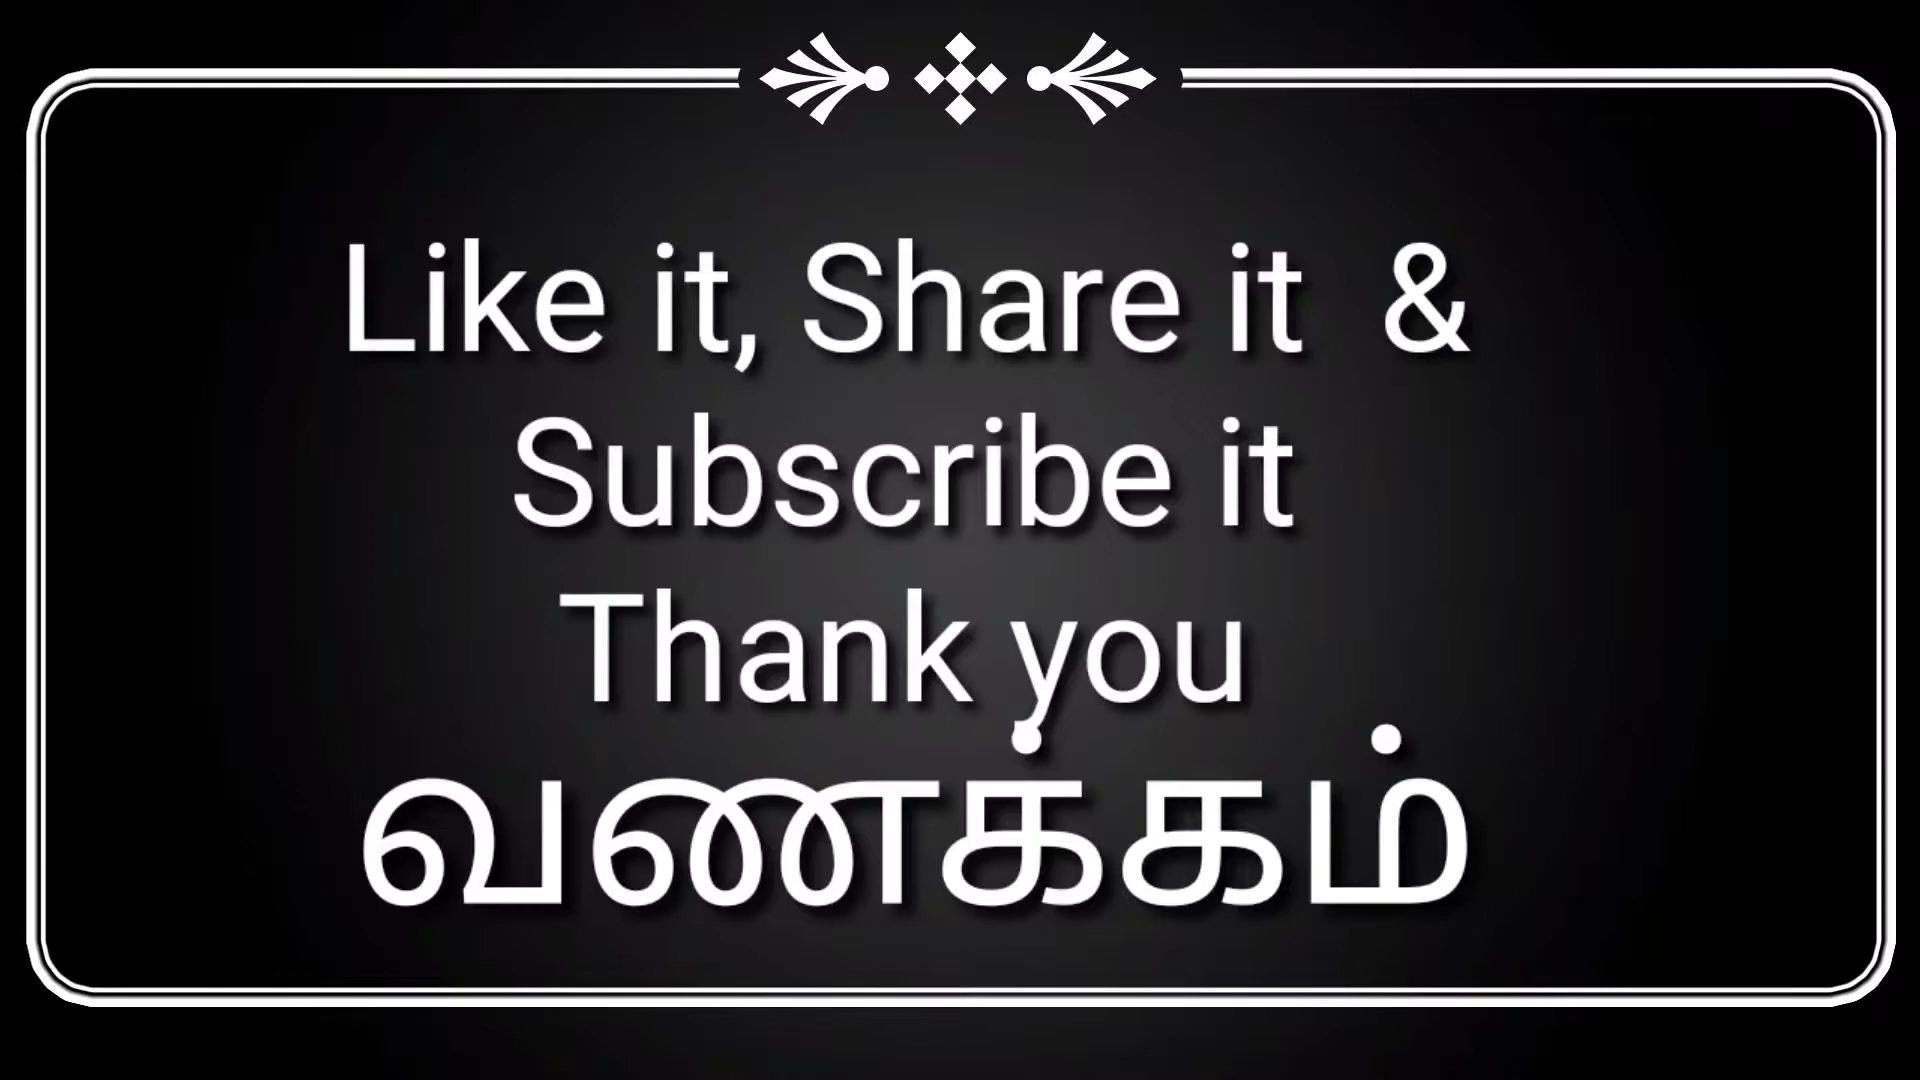 Like it, Share it  &
Subscribe it
Thank you
வணக்கம்